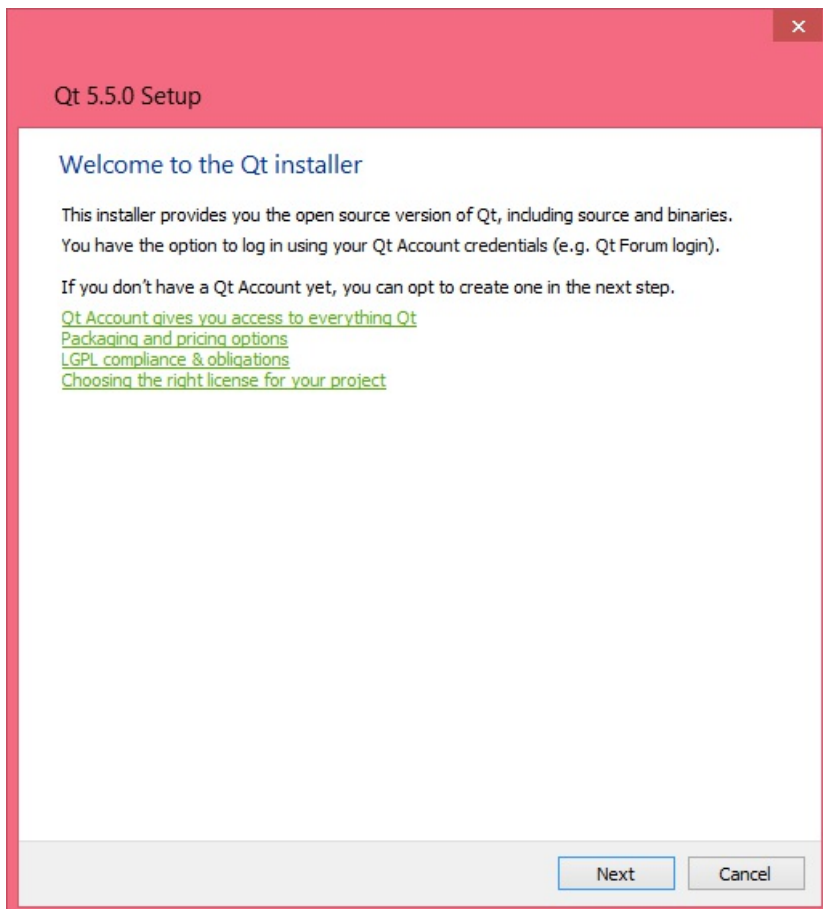 Qt 5.5.0 Setup
Welcome to the Qt installer
This installer provides you the open source version of Qt, including source and binaries.
You have the option to log in using your Qt Account credentials (e.g. Qt Forum login).
If you don't have a Qt Account yet, you can opt to create one in the next step.
Qt Account gives you access to everything Qt
Packaging and pricing options
LGPL compliance & obligations
Choosing the right license for your project
Next Cancel